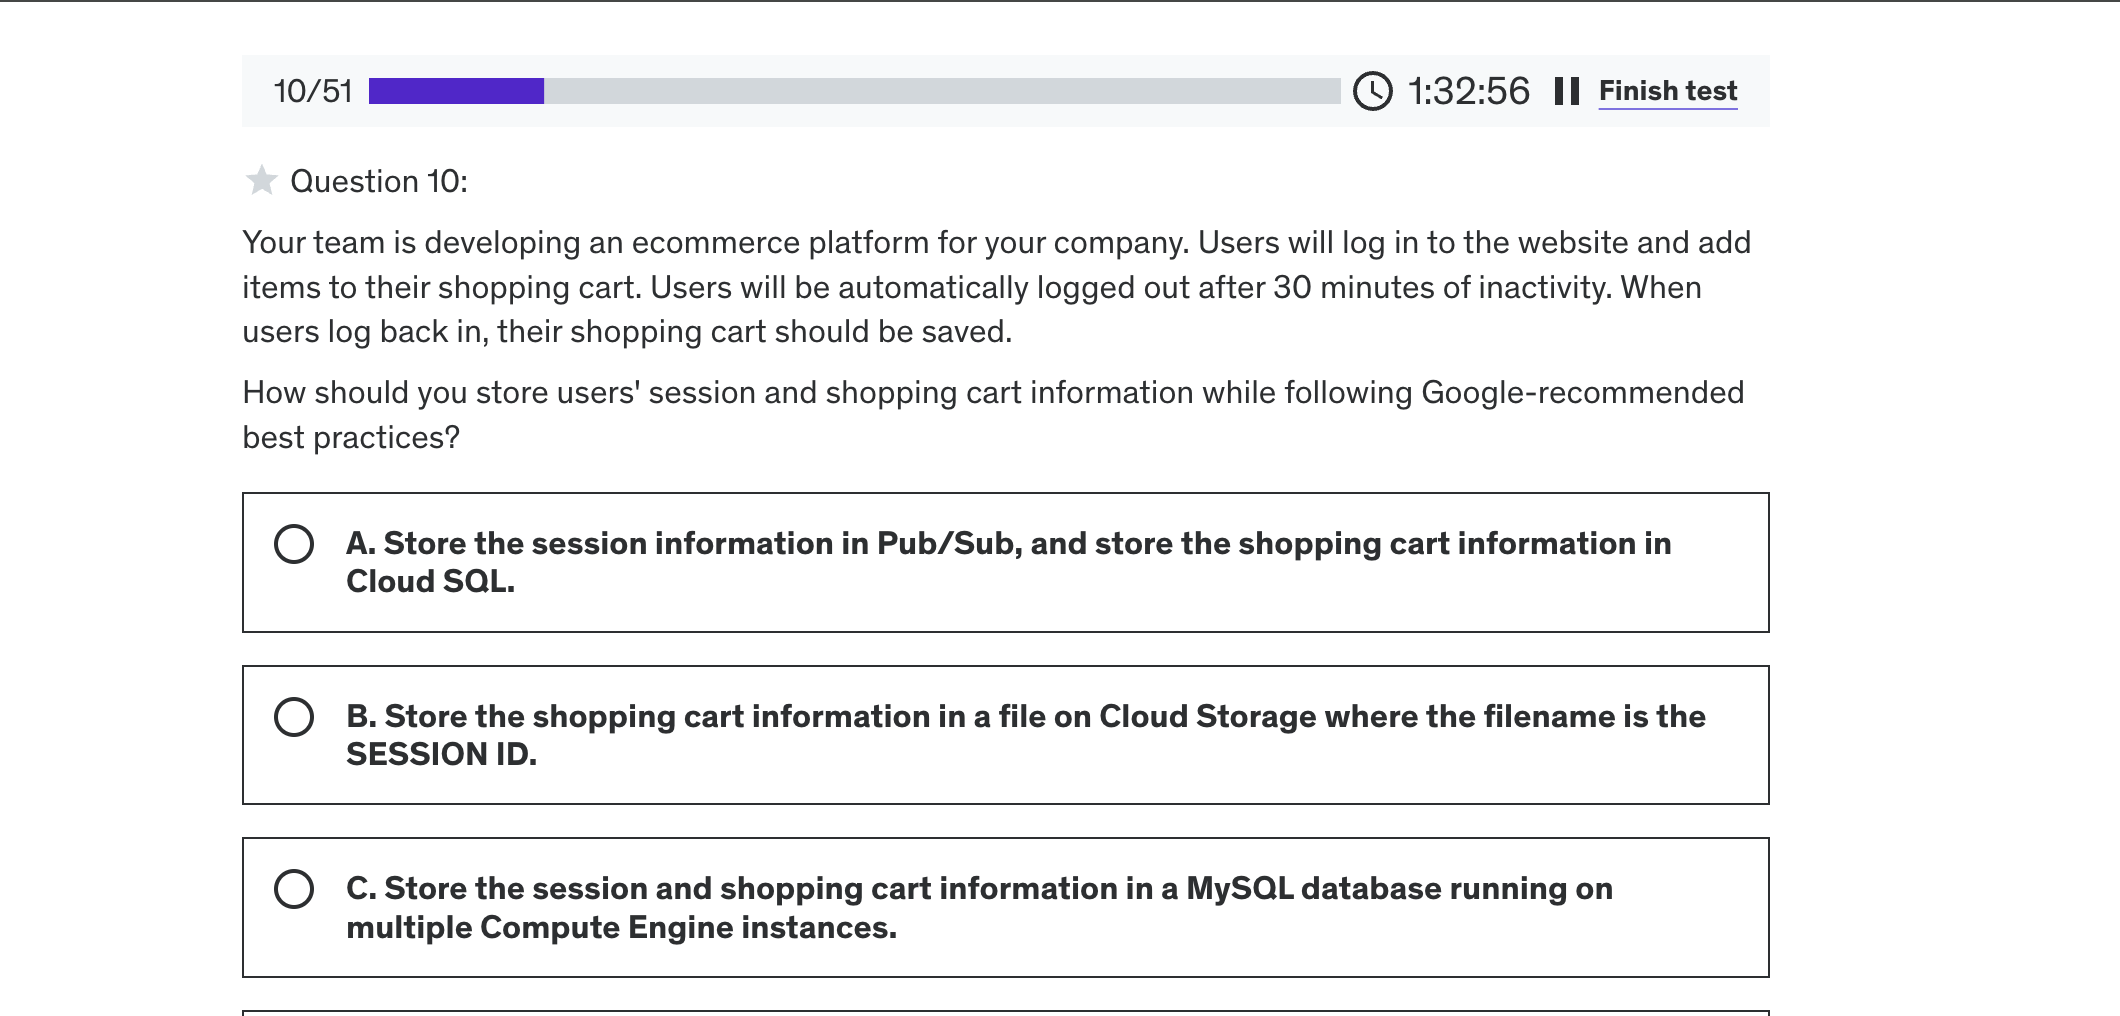 10/51 1:32:56 Finish test
Question 10:
Your team is developing an ecommerce platform for your company. Users will log in to the website and add
items to their shopping cart. Users will be automatically logged out after 30 minutes of inactivity. When
users log back in, their shopping cart should be saved.
How should you store users' session and shopping cart information while following Google-recommended
best practices?
A. Store the session information in Pub/Sub, and store the shopping cart information in
Cloud SQL.
B. Store the shopping cart information in a file on Cloud Storage where the filename is the
SESSION ID.
C. Store the session and shopping cart information in a MySQL database running on
multiple Compute Engine instances.